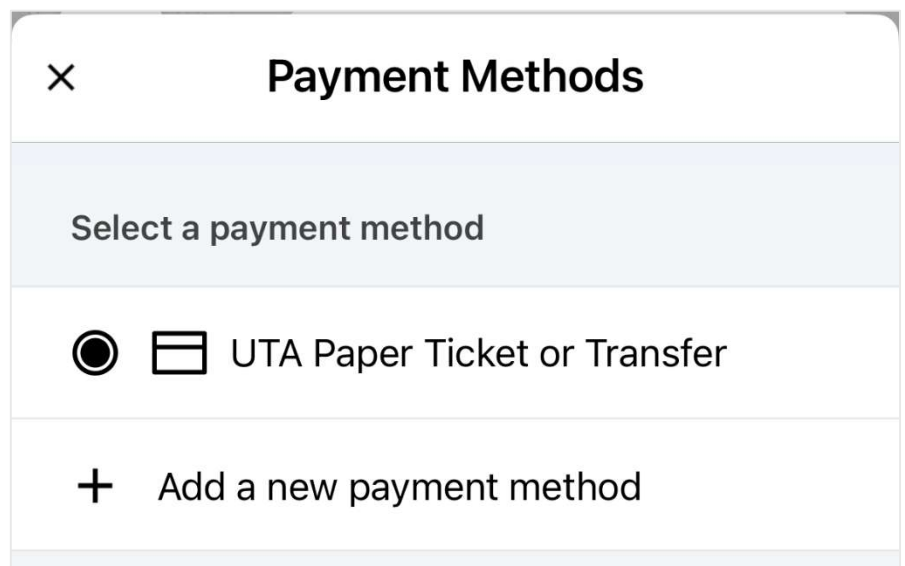 Payment Methods
Select a payment method
UTA Paper Ticket or Transfer
Add a new payment method